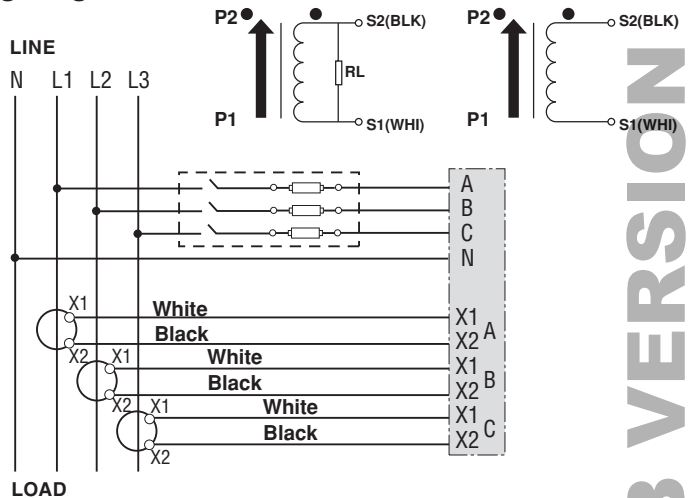 P2 S2(BLK) P2 S2(BLK)
LINE
RL
N L1 L2 L3
P1 S1(WHI) P1 S1(WHI)
A
B
C
N
X1 White X1
Black X2 A
X2 X1 White X1
Black X2 B
X2 X1 White X1
Black X2 C
X2
LOAD
VERSION